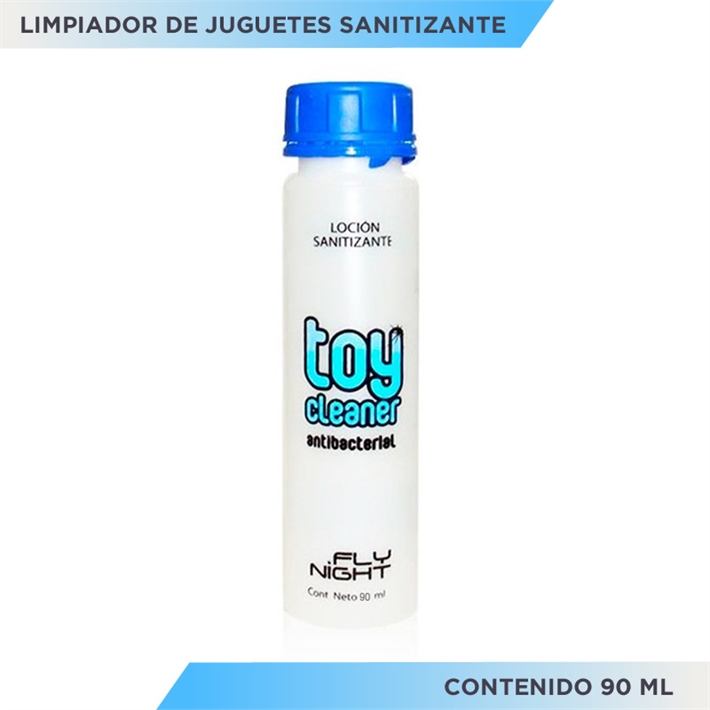 LIMPIADOR DE JUGUETES SANITIZANTE
LOCIÓN
SANITIZANTE
toy
cleaner
antibacterial
FLY
NiGHT
Cont Neto 90 ml
CONTENIDO 90 ML